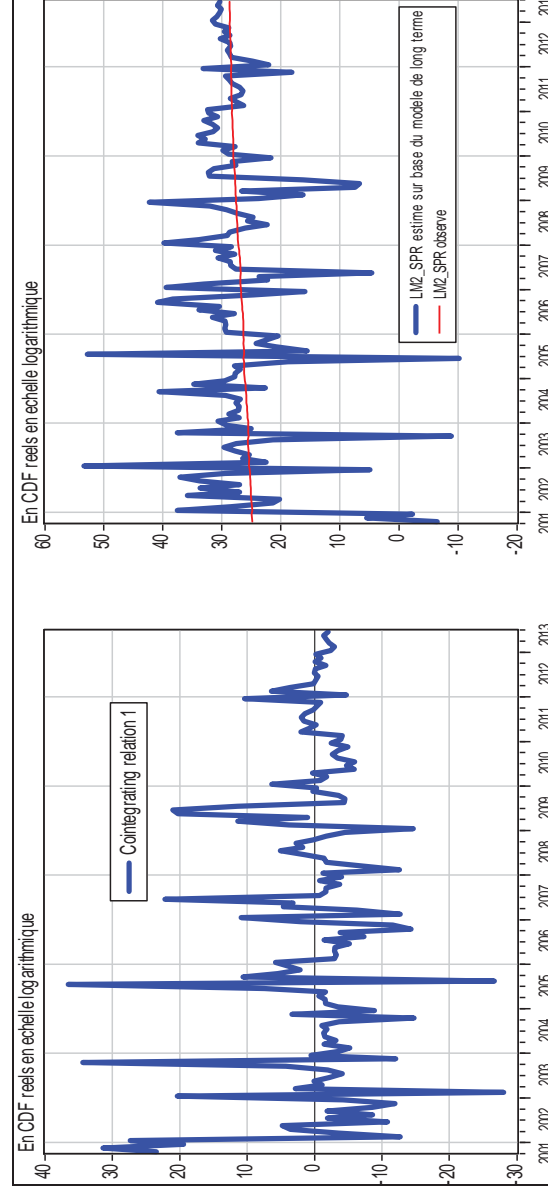 En CDF reels en echelle logarithmique
Cointegrating relation 1
40
30
20
10
0
-10
-20
-30
2001 2002 2003 2004 2005 2006 2007 2008 2009 2010 2011 2012 2013
En CDF reels en echelle logarithmique
60
50
40
30
20
10
0
-10
-20
LM2_SPR estime sur base du modele de long terme
LM2_SPR observe
2001 2002 2003 2004 2005 2006 2007 2008 2009 2010 2011 2012 201